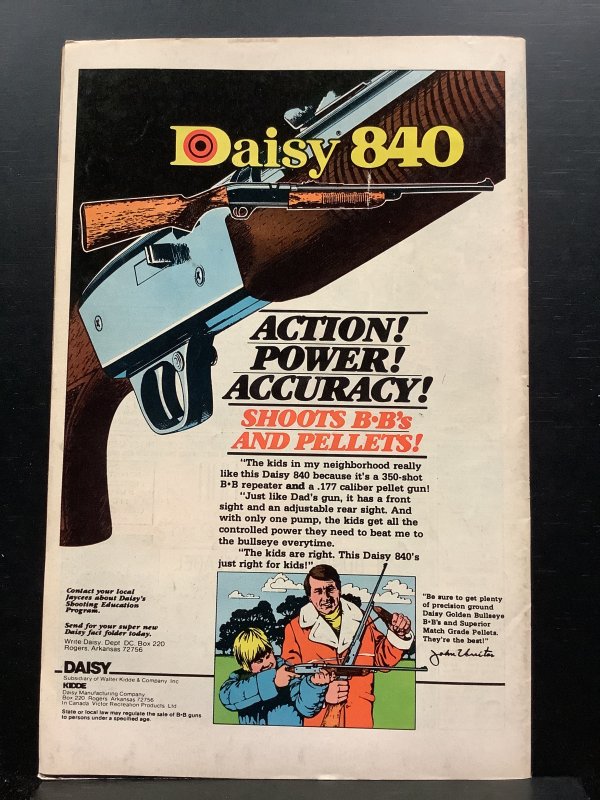 Daisy 840
ACTION!
POWER!
ACCURACY!
SHOOTS B•B's
AND PELLETS!
"The kids in my neighborhood really
like this Daisy 840 because it's a 350-shot
B•B repeater and a .177 caliber pellet gun!
"Just like Dad's gun, it has a front
sight and an adjustable rear sight. And
with only one pump, the kids get all the
controlled power they need to beat me to
the bullseye everytime.
"The kids are right. This Daisy 840's
just right for kids!"
Contact your local
Jaycees about Daisy's
Shooting Education
Program.
Send for your super new
Daisy fact folder today.
Write Daisy, Dept. DC, Box 220
Rogers, Arkansas 72756
DAISY
Subsidiary of Walter Kidde & Company, Inc.
KIDDE
Daisy Manufacturing Company
Box 220, Rogers, Arkansas 72756
In Canada: Victor Recreation Products, Ltd.
State or local law may regulate the sale of B•B guns
to persons under a specified age.
"Be sure to get plenty
of precision ground
Daisy Golden Bullseye
B•B's and Superior
Match Grade Pellets.
They're the best!"
John Unitas